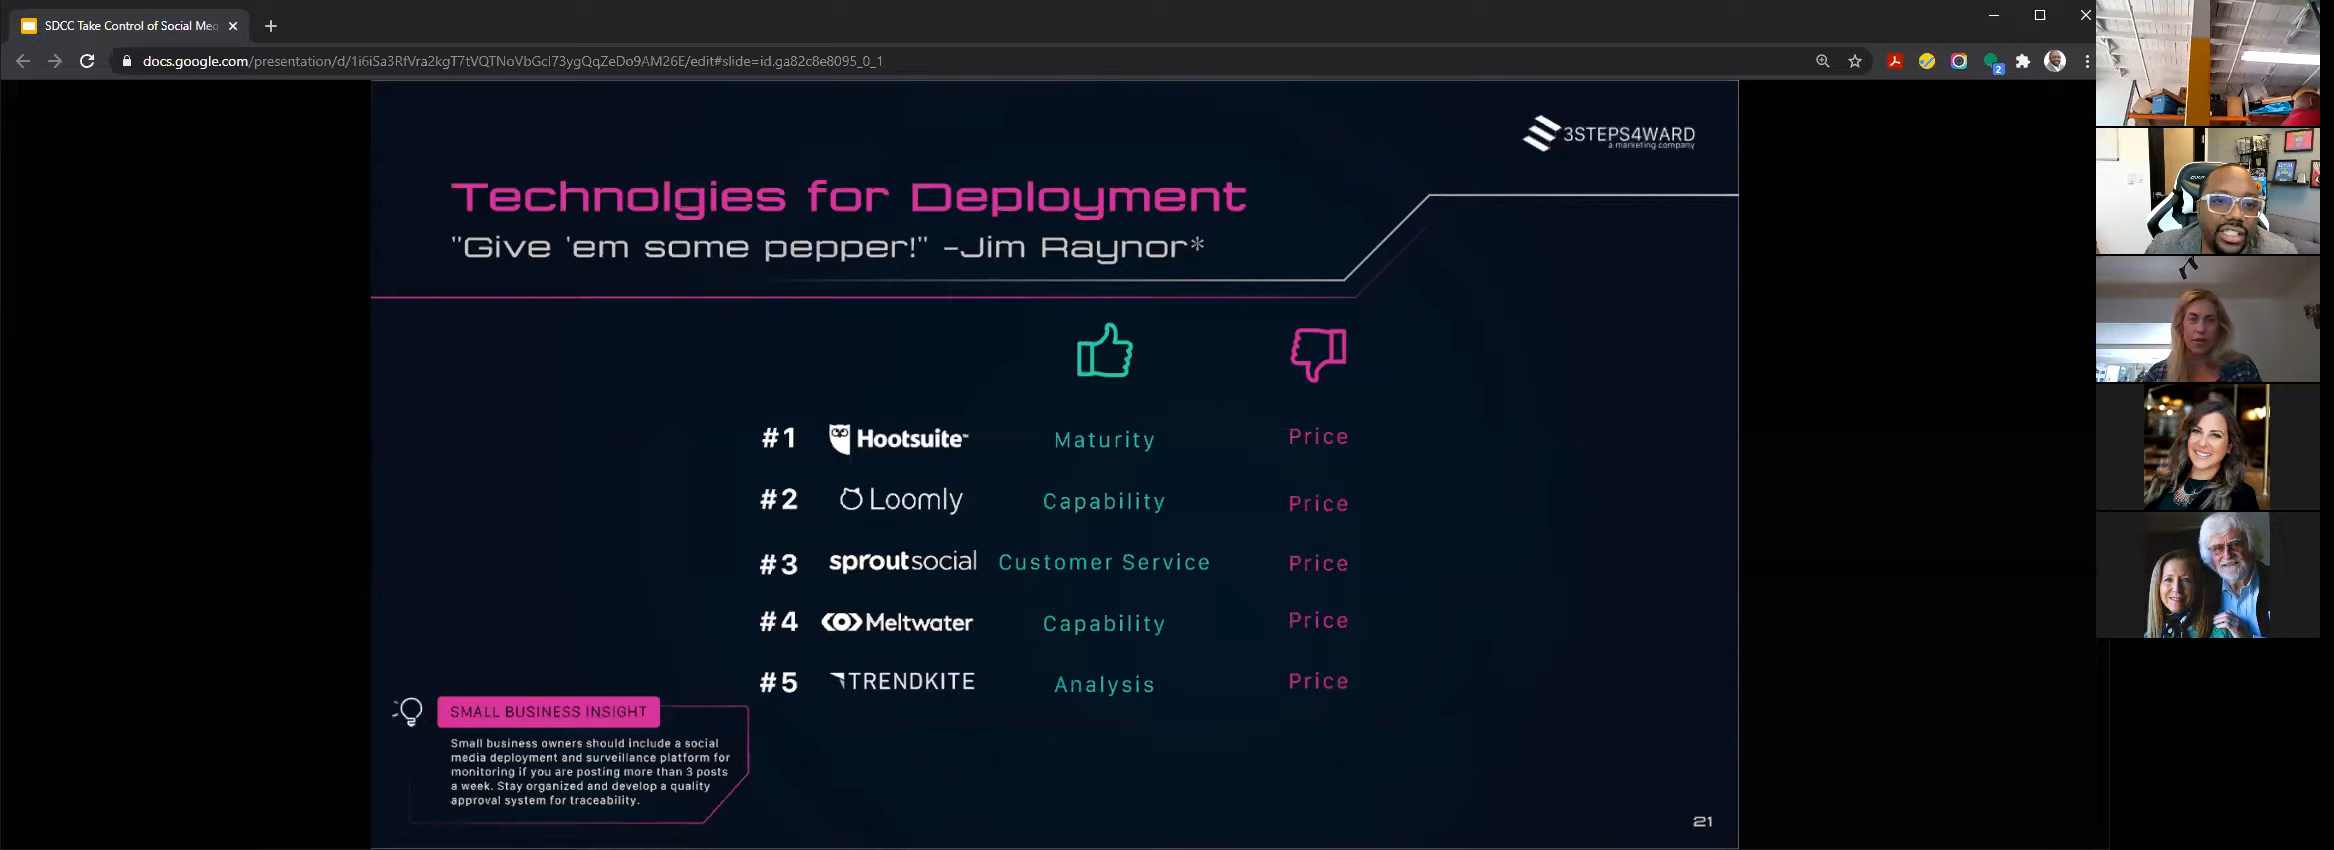 SDCC Take Control of Social Med
docs.google.com/presentation/d/1i6iSa3RfVra2kgT7tVQTNoVbGcI73ygQqZeDo9AM26E/edit#slide=id.ga82c8e8095_0_1
2
3STEPS4WARD
a marketing company
Technolgies for Deployment
"Give 'em some pepper!" -Jim Raynor*
#1 Hootsuite™ Maturity Price
#2 Loomly Capability Price
#3 sproutsocial Customer Service Price
#4 Meltwater Capability Price
#5 TRENDKITE Analysis Price
SMALL BUSINESS INSIGHT
Small business owners should include a social
media deployment and surveillance platform for
monitoring if you are posting more than 3 posts
a week. Stay organized and develop a quality
approval system for traceability.
21